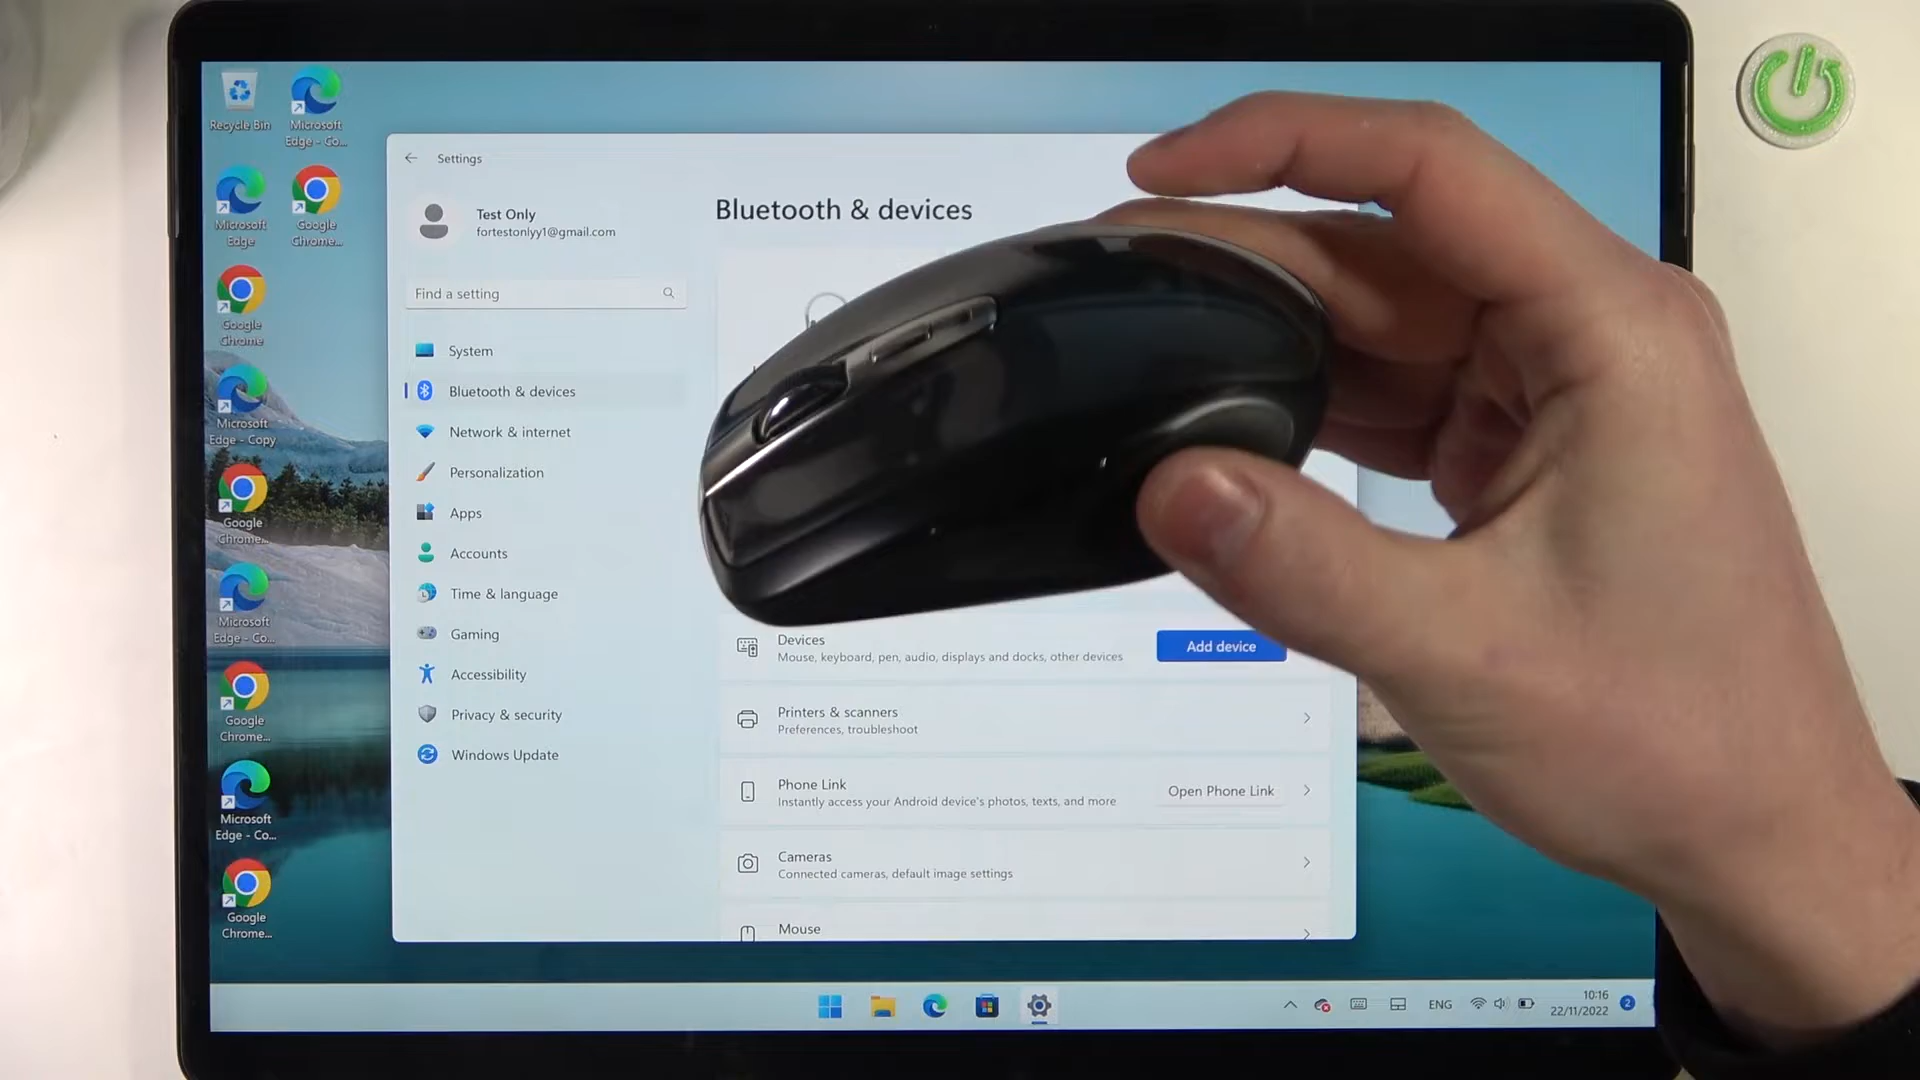 Recycle Bin
Microsoft
Edge - Co...
Microsoft
Edge
Google
Chrome...
Google
Chrome
Microsoft
Edge - Copy
Google
Chrome...
Microsoft
Edge - Co...
Google
Chrome...
Microsoft
Edge - Co...
Google
Chrome...
Settings
Test Only
fortestonlyy1@gmail.com
Find a setting
System
Bluetooth & devices
Network & internet
Personalization
Apps
Accounts
Time & language
Gaming
Accessibility
Privacy & security
Windows Update
Bluetooth & devices
Devices
Mouse, keyboard, pen, audio, displays and docks, other devices
Add device
Printers & scanners
Preferences, troubleshoot
Phone Link
Instantly access your Android device's photos, texts, and more
Open Phone Link
Cameras
Connected cameras, default image settings
Mouse
ENG
10:16
22/11/2022
2